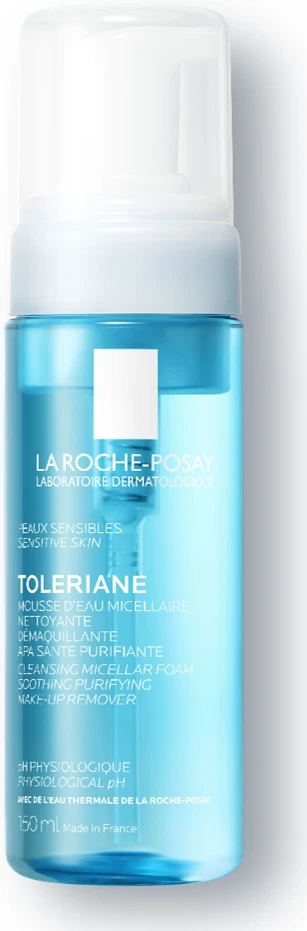 LA ROCHE-POSAY
LABORATOIRE DERMATOLOGIQUE
PEAUX SENSIBLES
SENSITIVE SKIN
TOLERIANE
MOUSSE D'EAU MICELLAIRE
NETTOYANTE
DÉMAQUILLANTE
APAISANTE PURIFIANTE
CLEANSING MICELLAR FOAM
SOOTHING PURIFYING
MAKE-UP REMOVER
pH PHYSIOLOGIQUE
PHYSIOLOGICAL pH
AVEC DE L'EAU THERMALE DE LA ROCHE-POSAY
150 ml Made in France